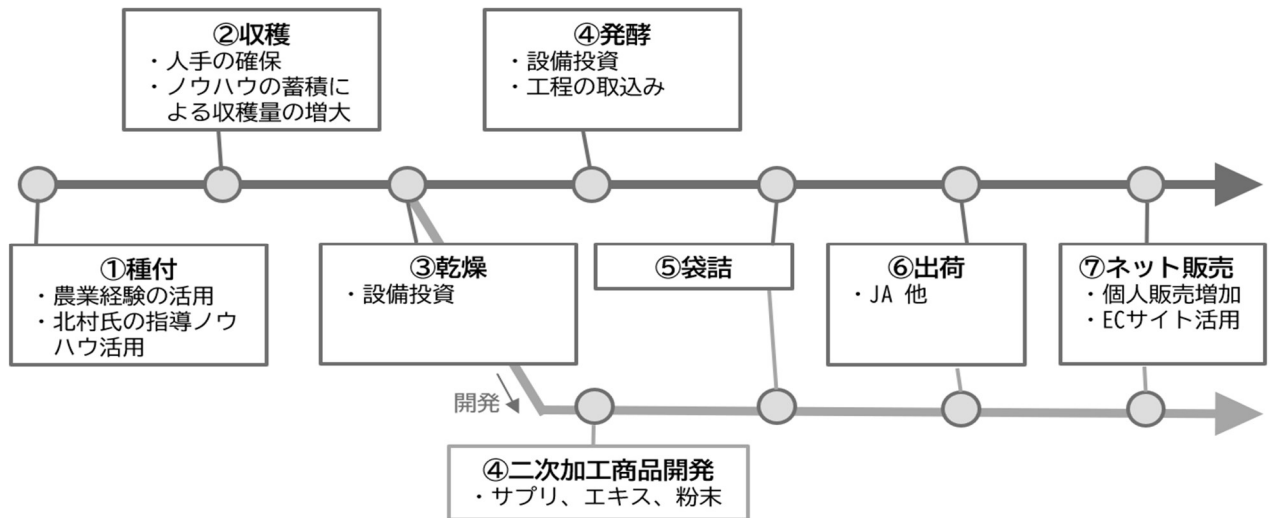 ②収穫
・人手の確保
・ノウハウの蓄積に
よる収穫量の増大
④発酵
・設備投資
・工程の取込み
①種付
・農業経験の活用
・北村氏の指導ノウ
ハウ活用
③乾燥
・設備投資
⑤袋詰
⑥出荷
・JA 他
⑦ネット販売
・個人販売増加
・ECサイト活用
開発
④二次加工商品開発
・サプリ、エキス、粉末